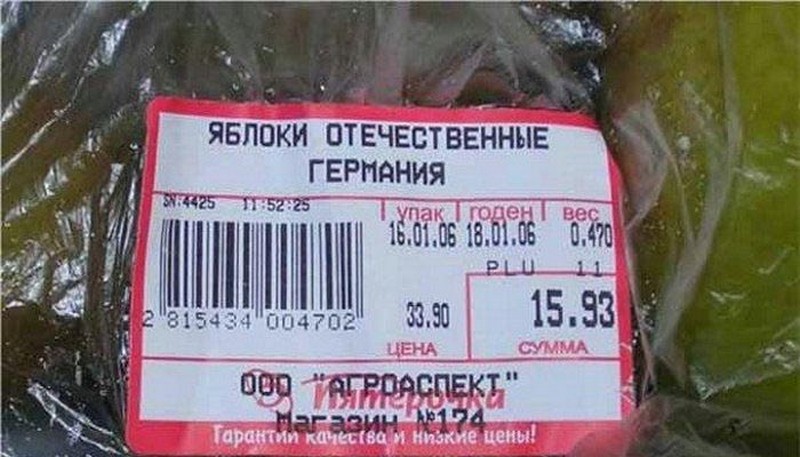 ЯБЛОКИ ОТЕЧЕСТВЕННЫЕ
ГЕРМАНИЯ
SN:4425 11:52:25
упак годен вес
16.01.06 18.01.06 0.470
PLU 11
2 815434 004702
33.90 15.93
ЦЕНА СУММА
ООО "АГРОАСПЕКТ"
Пятерочка
Магазин №174
Гарантии качества и низкие цены!